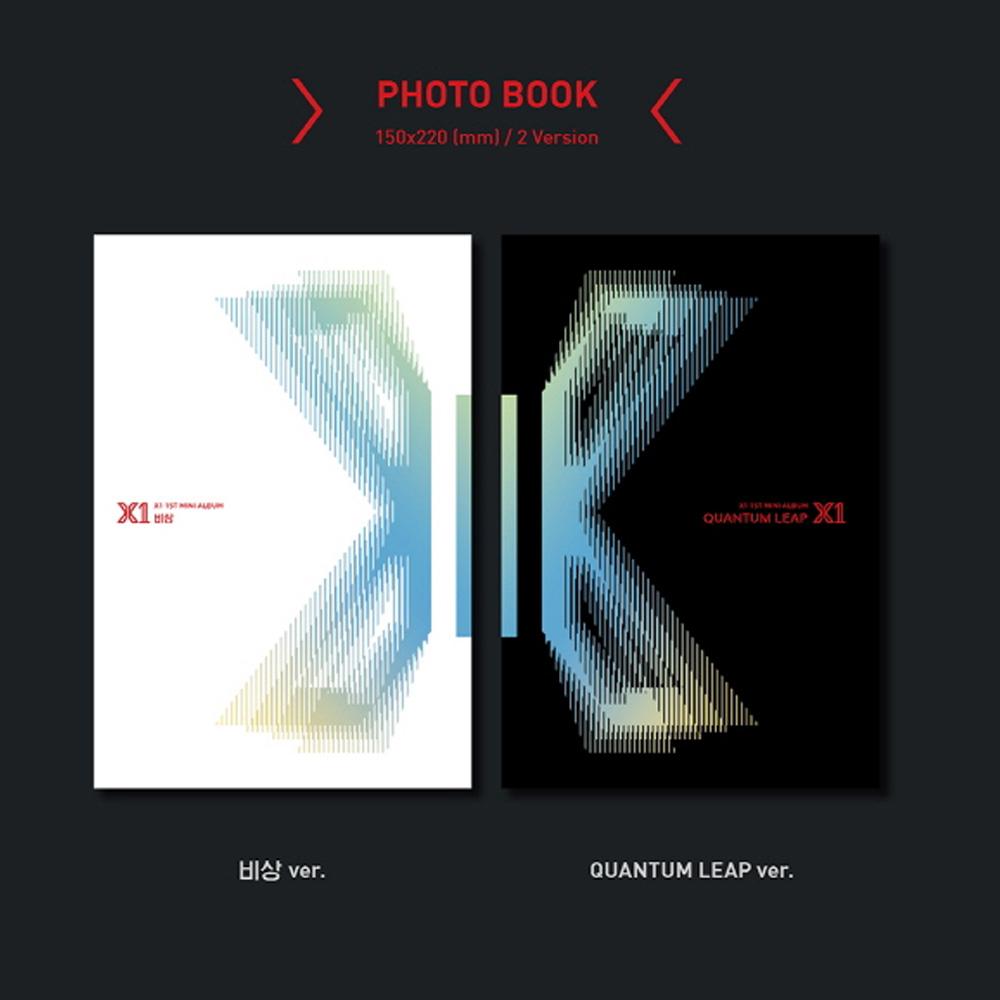 PHOTO BOOK
150x220 (mm) / 2 Version
X1 X1 1ST MINI ALBUM
비상
X1 1ST MINI ALBUM
QUANTUM LEAP X1
비상 ver.
QUANTUM LEAP ver.